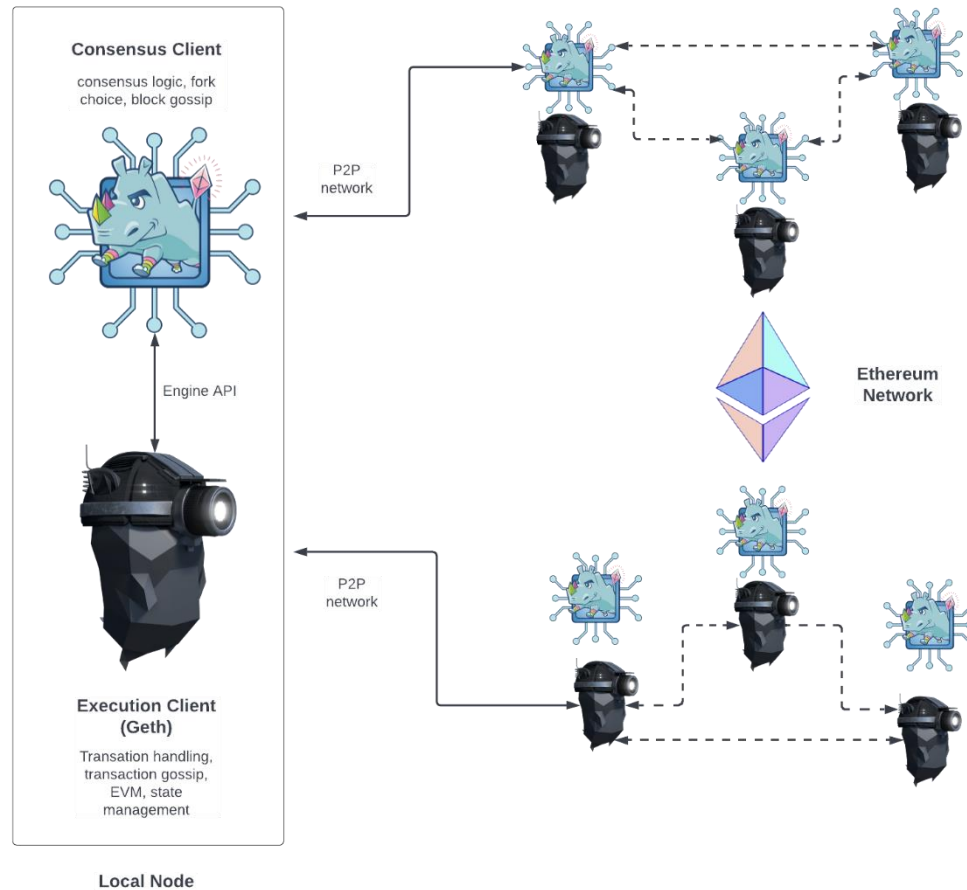 Consensus Client
consensus logic, fork
choice, block gossip
P2P
network
Engine API
Ethereum
Network
P2P
network
Execution Client
(Geth)
Transation handling,
transaction gossip,
EVM, state
management
Local Node